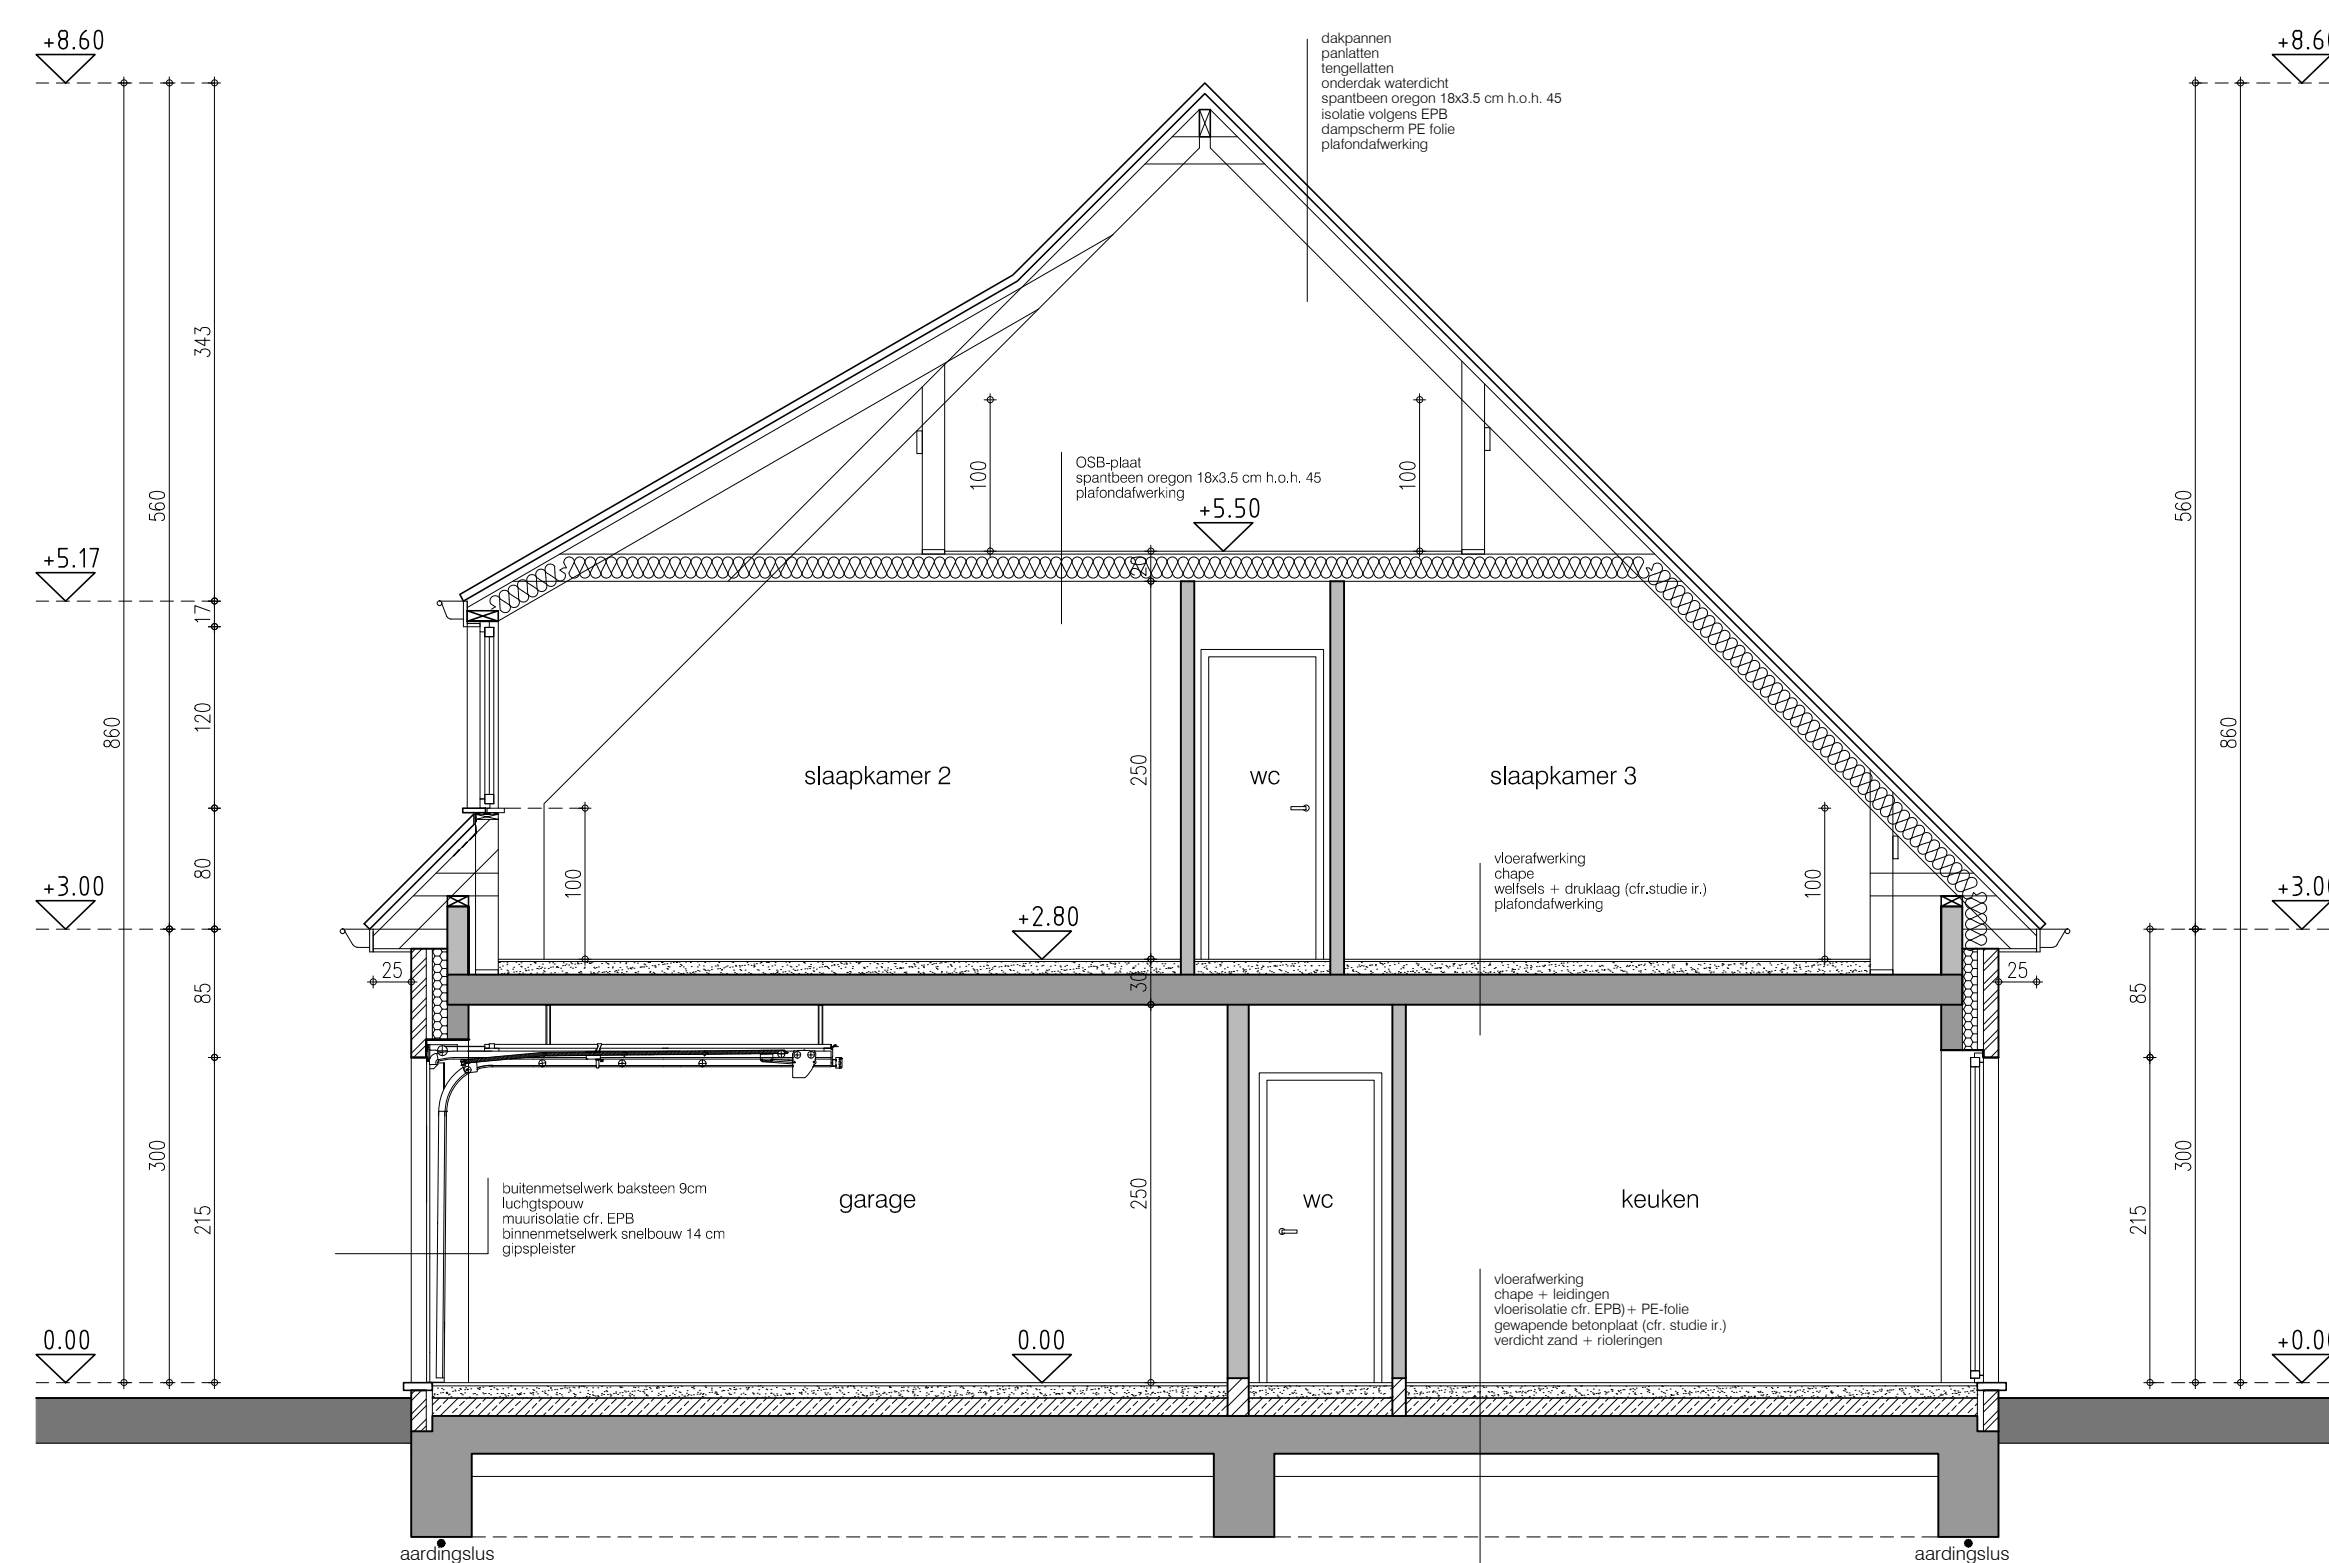 +8.60
+8.60
dakpannen
panlatten
tengellatten
onderdak waterdicht
spantbeen oregon 18x3.5 cm h.o.h. 45
isolatie volgens EPB
dampscherm PE folie
plafondafwerking
343
560
560
100
100
OSB-plaat
spantbeen oregon 18x3.5 cm h.o.h. 45
plafondafwerking
+5.50
+5.17
20
17
120
860
860
250
slaapkamer 2
wc
slaapkamer 3
80
100
100
vloerafwerking
chape
welfsels + druklaag (cfr.studie ir.)
plafondafwerking
+3.00
+3.00
+2.80
25
25
30
85
85
300
300
215
215
250
garage
wc
keuken
buitenmetselwerk baksteen 9cm
luchgtspouw
muurisolatie cfr. EPB
binnenmetselwerk snelbouw 14 cm
gipspleister
vloerafwerking
chape + leidingen
vloerisolatie cfr. EPB)+ PE-folie
gewapende betonplaat (cfr. studie ir.)
verdicht zand + rioleringen
0.00
0.00
+0.00
aardingslus
aardingslus